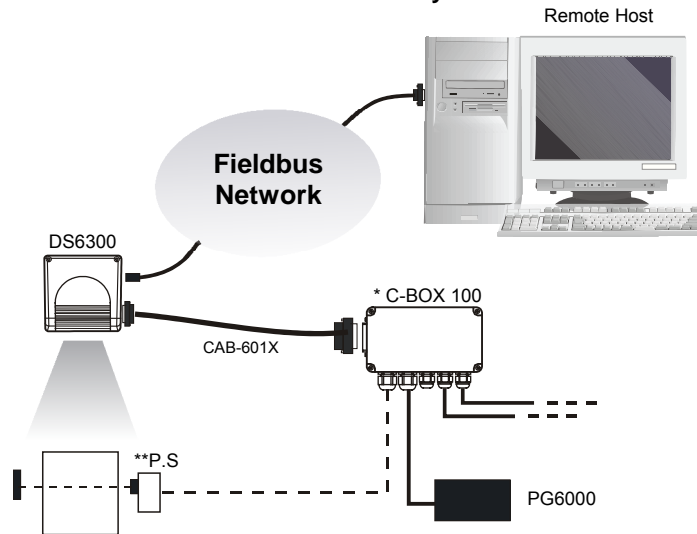 Remote Host
Fieldbus
Network
DS6300
* C-BOX 100
CAB-601X
**P.S
PG6000